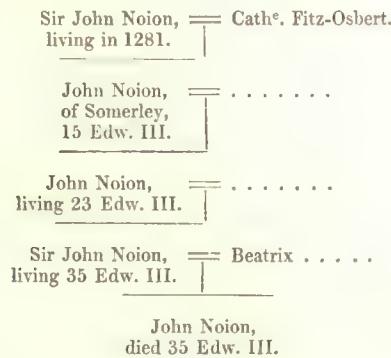 Sir John Noion, Cathᵉ. Fitz-Osbert.
living in 1281.
John Noion, . . . . . . .
of Somerley,
15 Edw. III.
John Noion, . . . . . . .
living 23 Edw. III.
Sir John Noion, Beatrix . . . . .
living 35 Edw. III.
John Noion,
died 35 Edw. III.